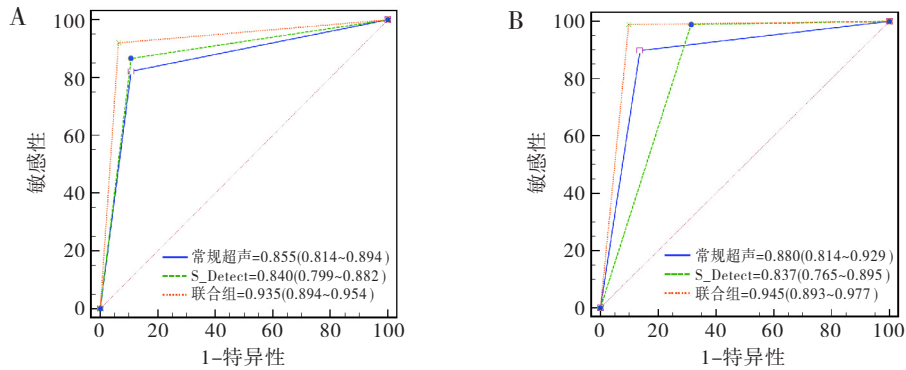 A
100
80
60
40
20
0
敏感性
常规超声=0.855(0.814~0.894)
S_Detect=0.840(0.799~0.882)
联合组=0.935(0.894~0.954)
0 20 40 60 80 100
1-特异性
B
100
80
60
40
20
0
敏感性
常规超声=0.880(0.814~0.929)
S_Detect=0.837(0.765~0.895)
联合组=0.945(0.893~0.977)
0 20 40 60 80 100
1-特异性